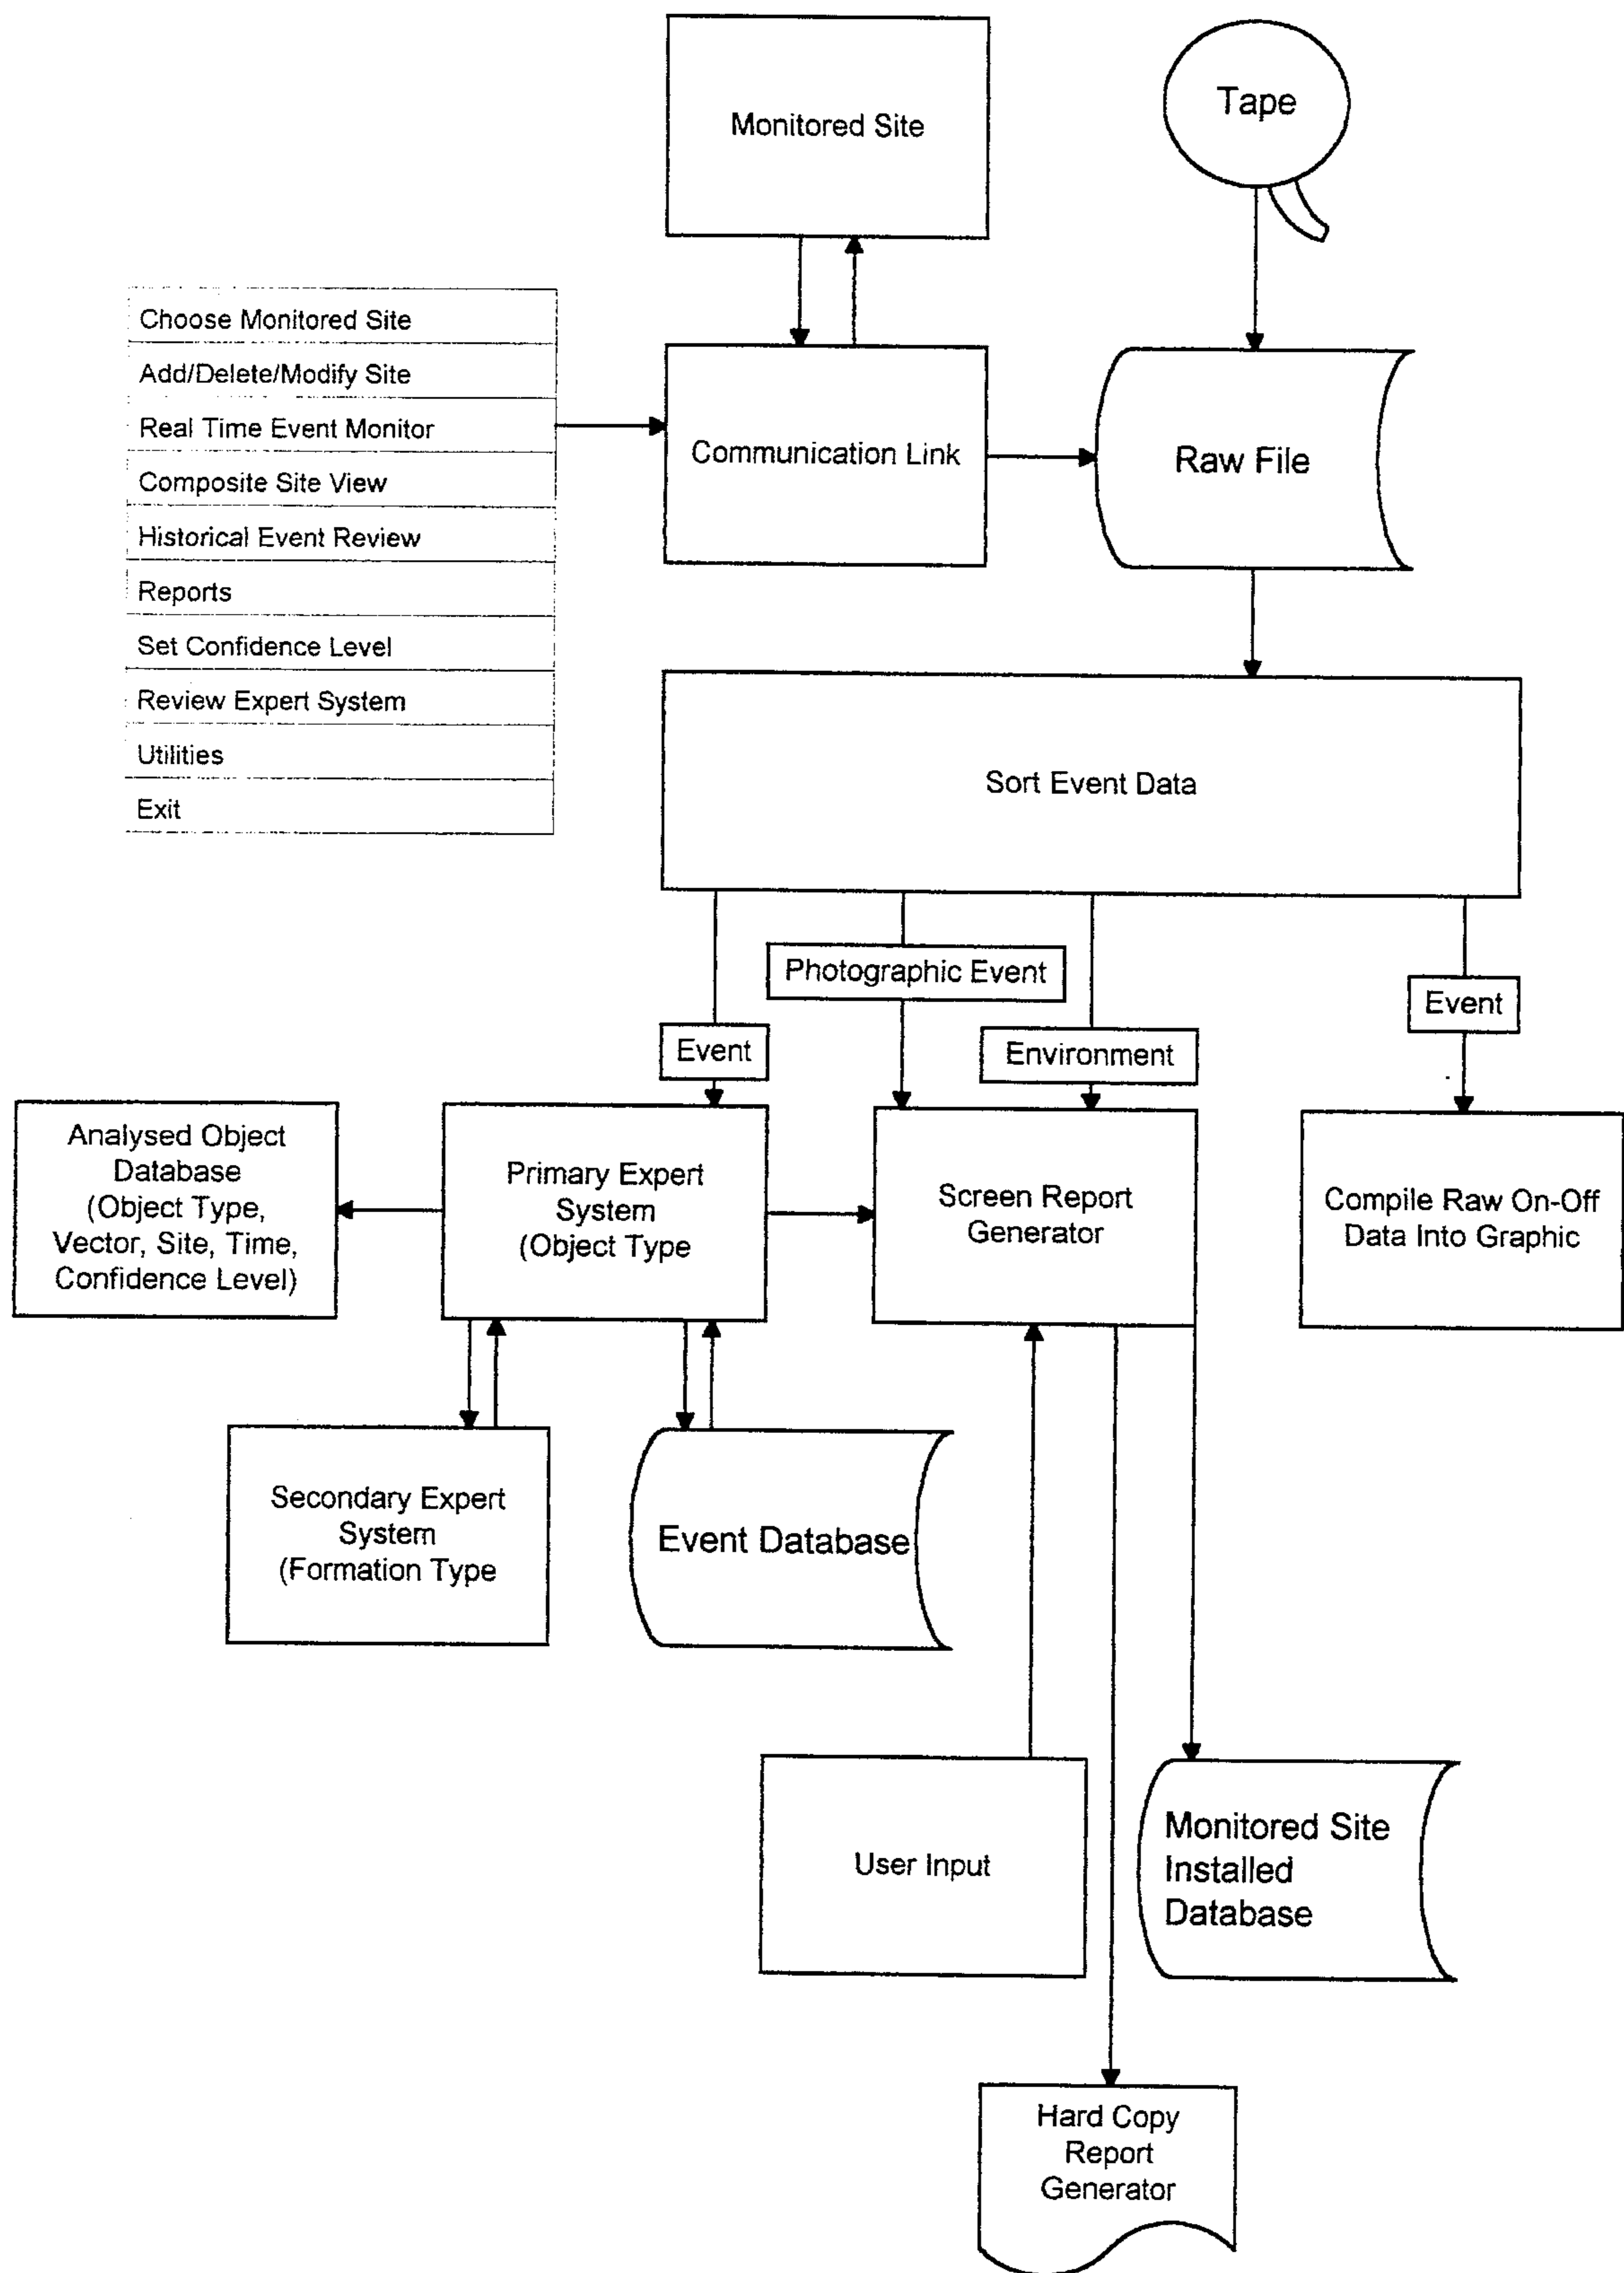 Monitored Site
Tape
Choose Monitored Site
Add/Delete/Modify Site
Real Time Event Monitor
Composite Site View
Historical Event Review
Reports
Set Confidence Level
Review Expert System
Utilities
Exit
Communication Link
Raw File
Sort Event Data
Photographic Event
Event
Event
Environment
Analysed Object
Database
(Object Type,
Vector, Site, Time,
Confidence Level)
Primary Expert
System
(Object Type
Screen Report
Generator
Compile Raw On-Off
Data Into Graphic
Secondary Expert
System
(Formation Type
Event Database
User Input
Monitored Site
Installed
Database
Hard Copy
Report
Generator